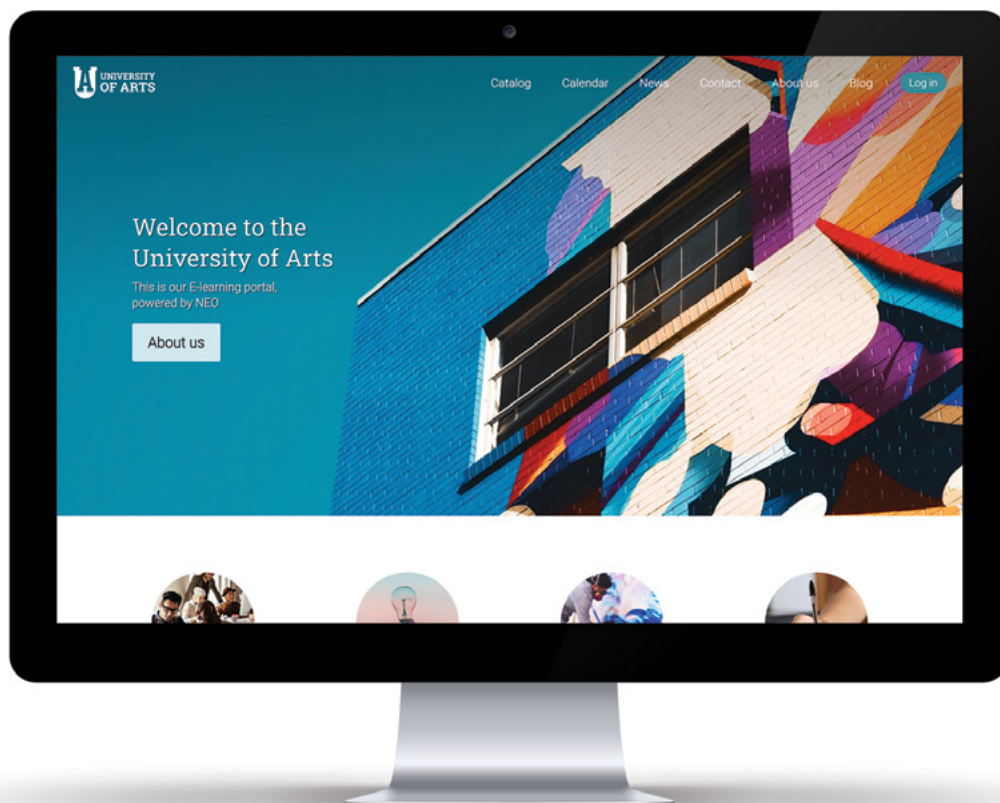 UNIVERSITY
OF ARTS
Catalog Calendar News Contact About us Blog Log in
Welcome to the
University of Arts
This is our E-learning portal,
powered by NEO
About us